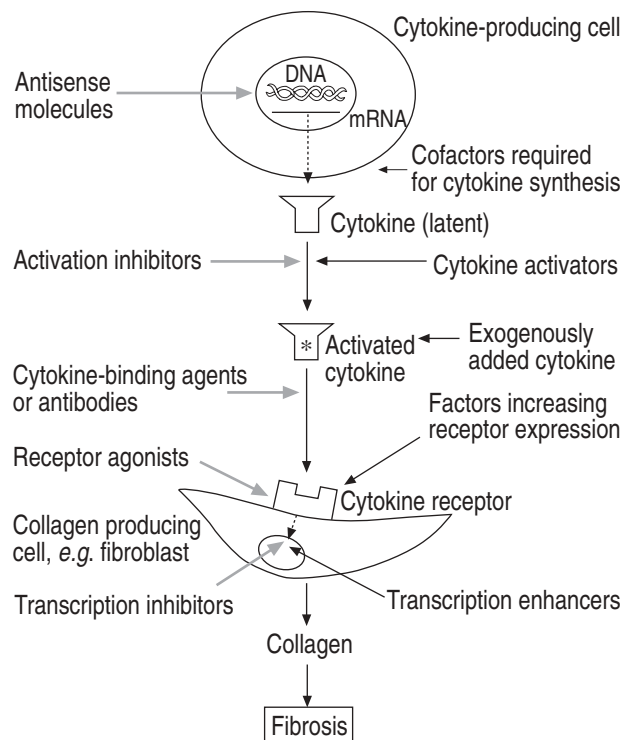 Cytokine-producing cell
DNA
Antisense
molecules
mRNA
Cofactors required
for cytokine synthesis
Cytokine (latent)
Activation inhibitors
Cytokine activators
*
Activated
cytokine
Exogenously
added cytokine
Cytokine-binding agents
or antibodies
Factors increasing
receptor expression
Receptor agonists
Cytokine receptor
Collagen producing
cell, e.g. fibroblast
Transcription inhibitors
Transcription enhancers
Collagen
Fibrosis